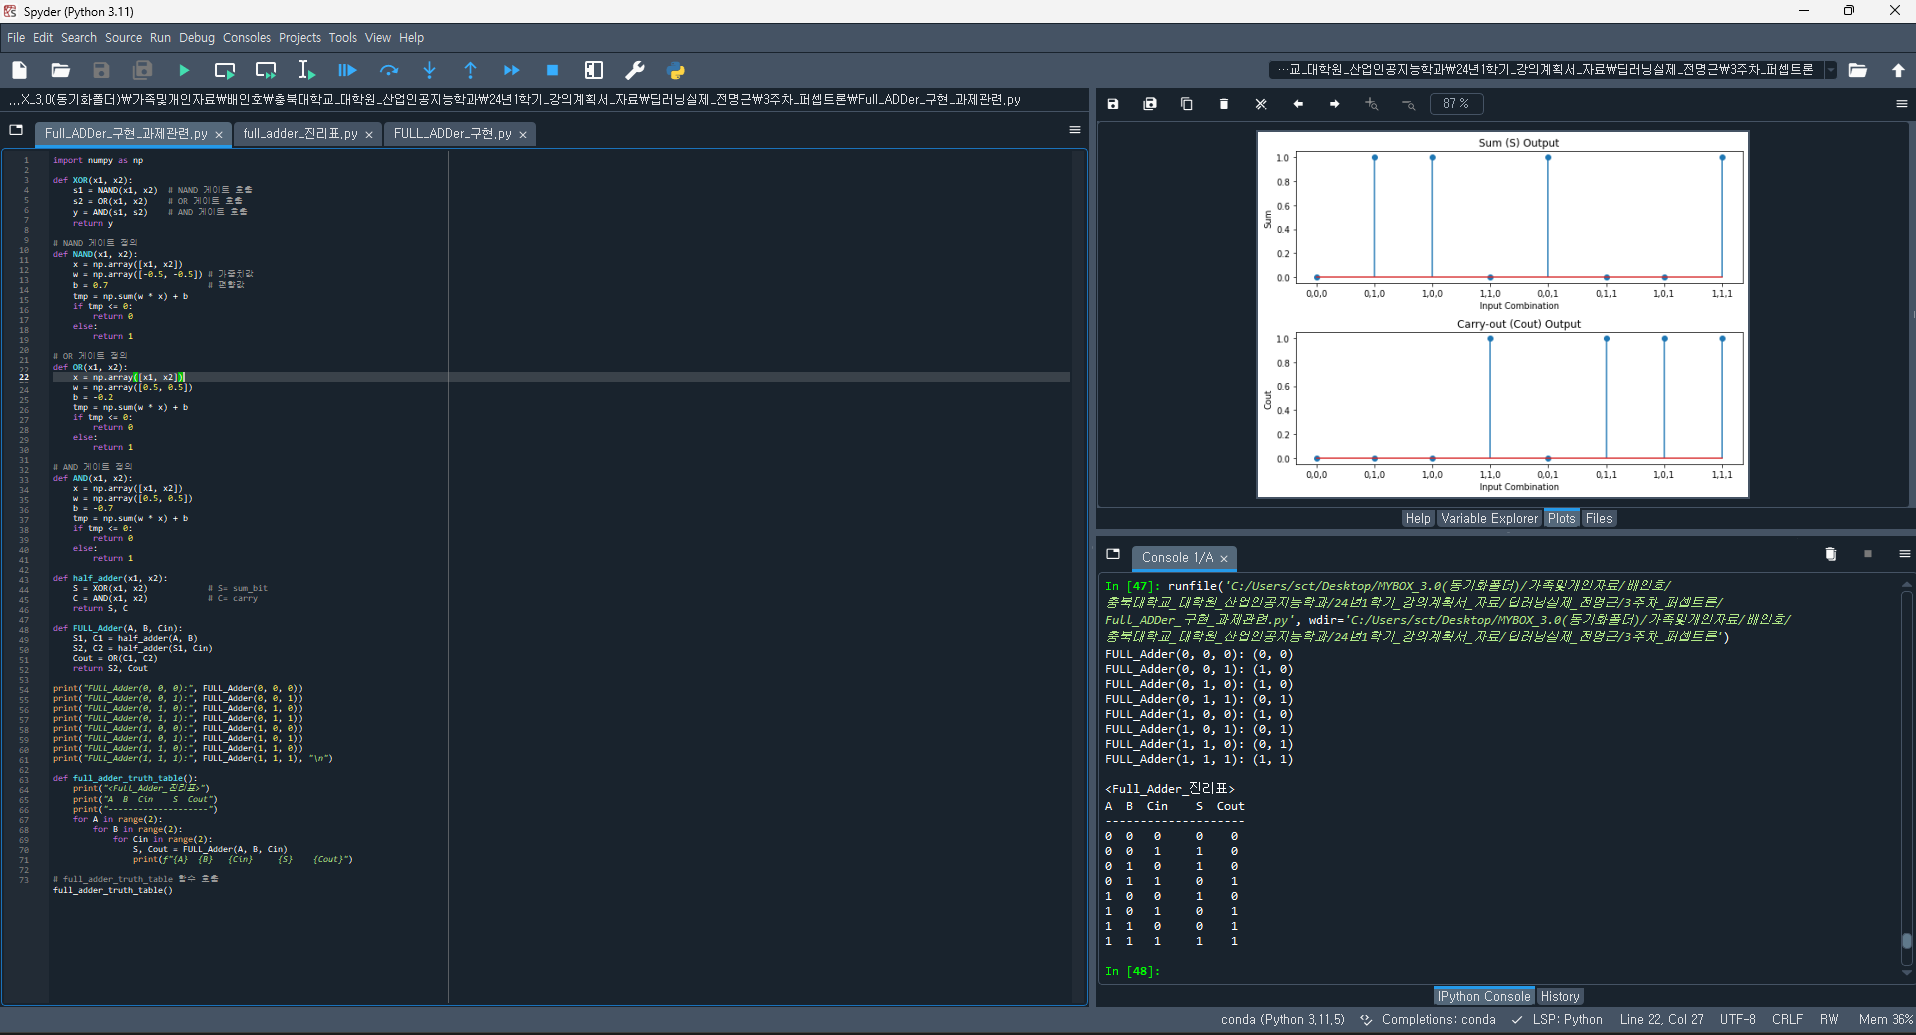 Spyder (Python 3.11)
File Edit Search Source Run Debug Consoles Projects Tools View Help
…교_대학원_산업인공지능학과₩24년1학기_강의계획서_자료₩딥러닝실제_전명근₩3주차_퍼셉트론
...X_3.0(동기화폴더)₩가족및개인자료₩배인호₩충북대학교_대학원_산업인공지능학과₩24년1학기_강의계획서_자료₩딥러닝실제_전명근₩3주차_퍼셉트론₩Full_ADDer_구현_과제관련.py
Full_ADDer_구현_과제관련.py full_adder_진리표.py FULL_ADDer_구현.py
1 import numpy as np
2
3 def XOR(x1, x2):
4 s1 = NAND(x1, x2) # NAND 게이트 호출
5 s2 = OR(x1, x2) # OR 게이트 호출
6 y = AND(s1, s2) # AND 게이트 호출
7 return y
8
9 # NAND 게이트 정의
10 def NAND(x1, x2):
11 x = np.array([x1, x2])
12 w = np.array([-0.5, -0.5]) # 가중치값
13 b = 0.7 # 편향값
14 tmp = np.sum(w * x) + b
15 if tmp <= 0:
16 return 0
17 else:
18 return 1
19
20 # OR 게이트 정의
21 def OR(x1, x2):
22 x = np.array([x1, x2])
24 w = np.array([0.5, 0.5])
25 b = -0.2
26 tmp = np.sum(w * x) + b
27 if tmp <= 0:
28 return 0
29 else:
30 return 1
31
32 # AND 게이트 정의
33 def AND(x1, x2):
34 x = np.array([x1, x2])
35 w = np.array([0.5, 0.5])
36 b = -0.7
37 tmp = np.sum(w * x) + b
38 if tmp <= 0:
39 return 0
40 else:
41 return 1
42
43 def half_adder(x1, x2):
44 S = XOR(x1, x2) # S= sum_bit
45 C = AND(x1, x2) # C= carry
46 return S, C
47
48 def FULL_Adder(A, B, Cin):
49 S1, C1 = half_adder(A, B)
50 S2, C2 = half_adder(S1, Cin)
51 Cout = OR(C1, C2)
52 return S2, Cout
53
54 print("FULL_Adder(0, 0, 0):", FULL_Adder(0, 0, 0))
55 print("FULL_Adder(0, 0, 1):", FULL_Adder(0, 0, 1))
56 print("FULL_Adder(0, 1, 0):", FULL_Adder(0, 1, 0))
57 print("FULL_Adder(0, 1, 1):", FULL_Adder(0, 1, 1))
58 print("FULL_Adder(1, 0, 0):", FULL_Adder(1, 0, 0))
59 print("FULL_Adder(1, 0, 1):", FULL_Adder(1, 0, 1))
60 print("FULL_Adder(1, 1, 0):", FULL_Adder(1, 1, 0))
61 print("FULL_Adder(1, 1, 1):", FULL_Adder(1, 1, 1), "\n")
62
63 def full_adder_truth_table():
64 print("<Full_Adder_진리표>")
65 print("A B Cin S Cout")
66 print("--------------------")
67 for A in range(2):
68 for B in range(2):
69 for Cin in range(2):
70 S, Cout = FULL_Adder(A, B, Cin)
71 print(f"{A} {B} {Cin} {S} {Cout}")
72
73 # full_adder_truth_table 함수 호출
full_adder_truth_table()
87 %
Sum (S) Output
Sum
1.0
0.8
0.6
0.4
0.2
0.0
0,0,0 0,1,0 1,0,0 1,1,0 0,0,1 0,1,1 1,0,1 1,1,1
Input Combination
Carry-out (Cout) Output
Cout
1.0
0.8
0.6
0.4
0.2
0.0
0,0,0 0,1,0 1,0,0 1,1,0 0,0,1 0,1,1 1,0,1 1,1,1
Input Combination
Help Variable Explorer Plots Files
Console 1/A
In [47]: runfile('C:/Users/sct/Desktop/MYBOX_3.0(동기화폴더)/가족및개인자료/배인호/
충북대학교_대학원_산업인공지능학과/24년1학기_강의계획서_자료/딥러닝실제_전명근/3주차_퍼셉트론/
Full_ADDer_구현_과제관련.py', wdir='C:/Users/sct/Desktop/MYBOX_3.0(동기화폴더)/가족및개인자료/배인호/
충북대학교_대학원_산업인공지능학과/24년1학기_강의계획서_자료/딥러닝실제_전명근/3주차_퍼셉트론')
FULL_Adder(0, 0, 0): (0, 0)
FULL_Adder(0, 0, 1): (1, 0)
FULL_Adder(0, 1, 0): (1, 0)
FULL_Adder(0, 1, 1): (0, 1)
FULL_Adder(1, 0, 0): (1, 0)
FULL_Adder(1, 0, 1): (0, 1)
FULL_Adder(1, 1, 0): (0, 1)
FULL_Adder(1, 1, 1): (1, 1)
<Full_Adder_진리표>
A B Cin S Cout
--------------------
0 0 0 0 0
0 0 1 1 0
0 1 0 1 0
0 1 1 0 1
1 0 0 1 0
1 0 1 0 1
1 1 0 0 1
1 1 1 1 1
In [48]:
IPython Console History
conda (Python 3.11.5) Completions: conda LSP: Python Line 22, Col 27 UTF-8 CRLF RW Mem 36%